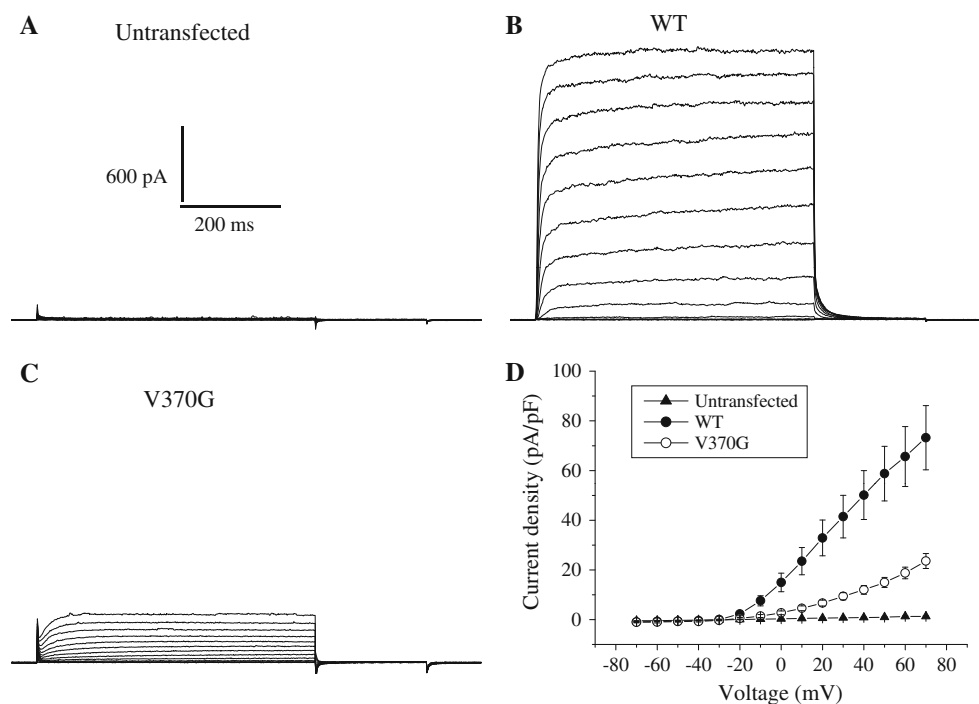 A
Untransfected
600 pA
200 ms
B
WT
C
V370G
D
Untransfected
WT
V370G
Current density (pA/pF)
100
80
60
40
20
0
-80 -60 -40 -20 0 20 40 60 80
Voltage (mV)